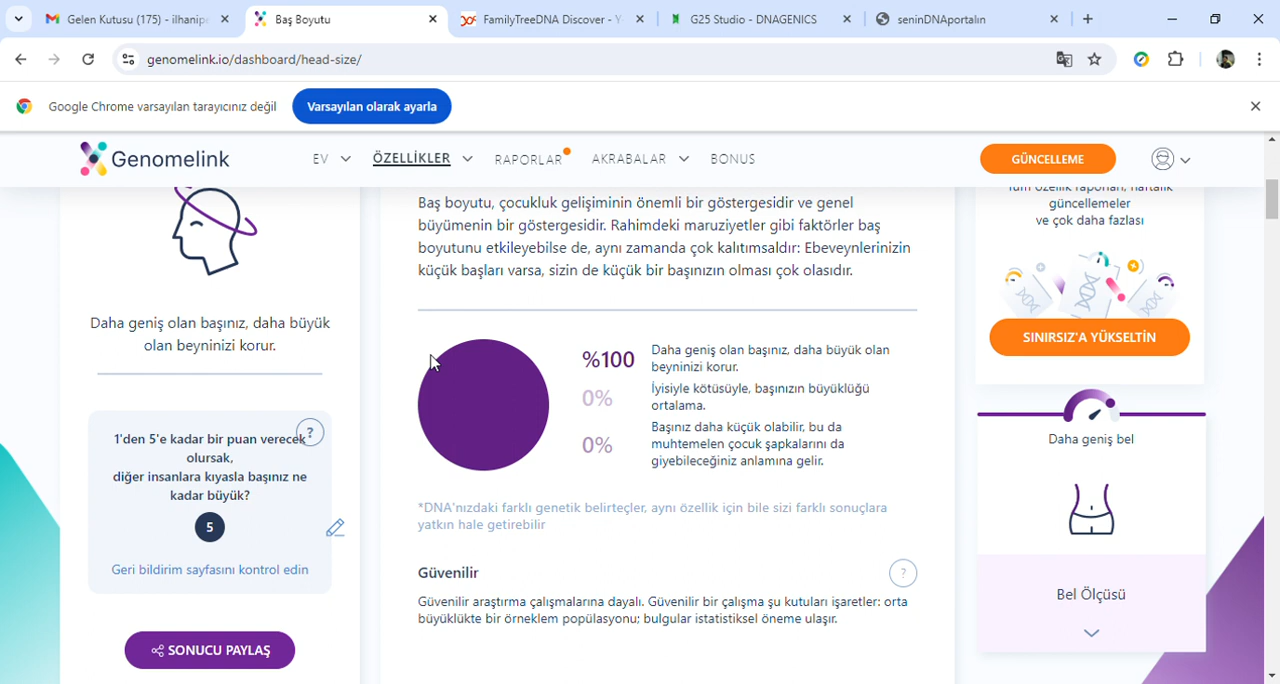 Gelen Kutusu (175) - ilhanip
Baş Boyutu
FamilyTreeDNA Discover - Y
G25 Studio - DNAGENICS
seninDNAportalın
genomelink.io/dashboard/head-size/
Google Chrome varsayılan tarayıcınız değil
Varsayılan olarak ayarla
Genomelink
EV
ÖZELLİKLER
RAPORLAR
AKRABALAR
BONUS
GÜNCELLEME
Daha geniş olan başınız, daha büyük
olan beyninizi korur.
1'den 5'e kadar bir puan verecek
olursak,
diğer insanlara kıyasla başınız ne
kadar büyük?
?
5
Geri bildirim sayfasını kontrol edin
SONUCU PAYLAŞ
Baş boyutu, çocukluk gelişiminin önemli bir göstergesidir ve genel
büyümenin bir göstergesidir. Rahimdeki maruziyetler gibi faktörler baş
boyutunu etkileyebilse de, aynı zamanda çok kalıtımsaldır: Ebeveynlerinizin
küçük başları varsa, sizin de küçük bir başınızın olması çok olasıdır.
%100
Daha geniş olan başınız, daha büyük olan
beyninizi korur.
0%
İyisiyle kötüsüyle, başınızın büyüklüğü
ortalama.
0%
Başınız daha küçük olabilir, bu da
muhtemelen çocuk şapkalarını da
giyebileceğiniz anlamına gelir.
*DNA'nızdaki farklı genetik belirteçler, aynı özellik için bile sizi farklı sonuçlara
yatkın hale getirebilir
Güvenilir
?
Güvenilir araştırma çalışmalarına dayalı. Güvenilir bir çalışma şu kutuları işaretler: orta
büyüklükte bir örneklem popülasyonu; bulgular istatistiksel öneme ulaşır.
Tüm özellik raporları, haftalık
güncellemeler
ve çok daha fazlası
SINIRSIZ'A YÜKSELTİN
Daha geniş bel
Bel Ölçüsü